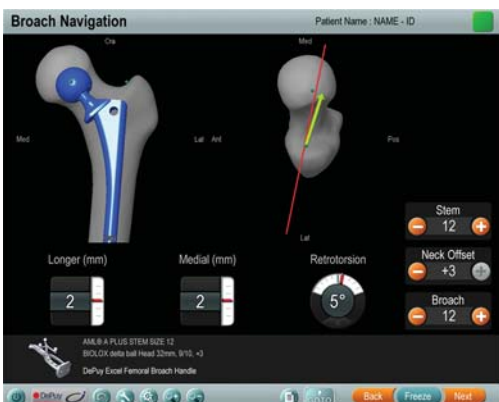 Broach Navigation
Patient Name : NAME - ID
Cra
Med
Med
Lat
Ant
Pos
Lat
Stem
12
Neck Offset
+3
Broach
12
Longer (mm)
Medial (mm)
Retrotorsion
2
2
5°
AML® A PLUS STEM SIZE 12
BIOLOX delta ball Head 32mm, 9/10, +3
DePuy Excel Femoral Broach Handle
DePuy
Back
Freeze
Next